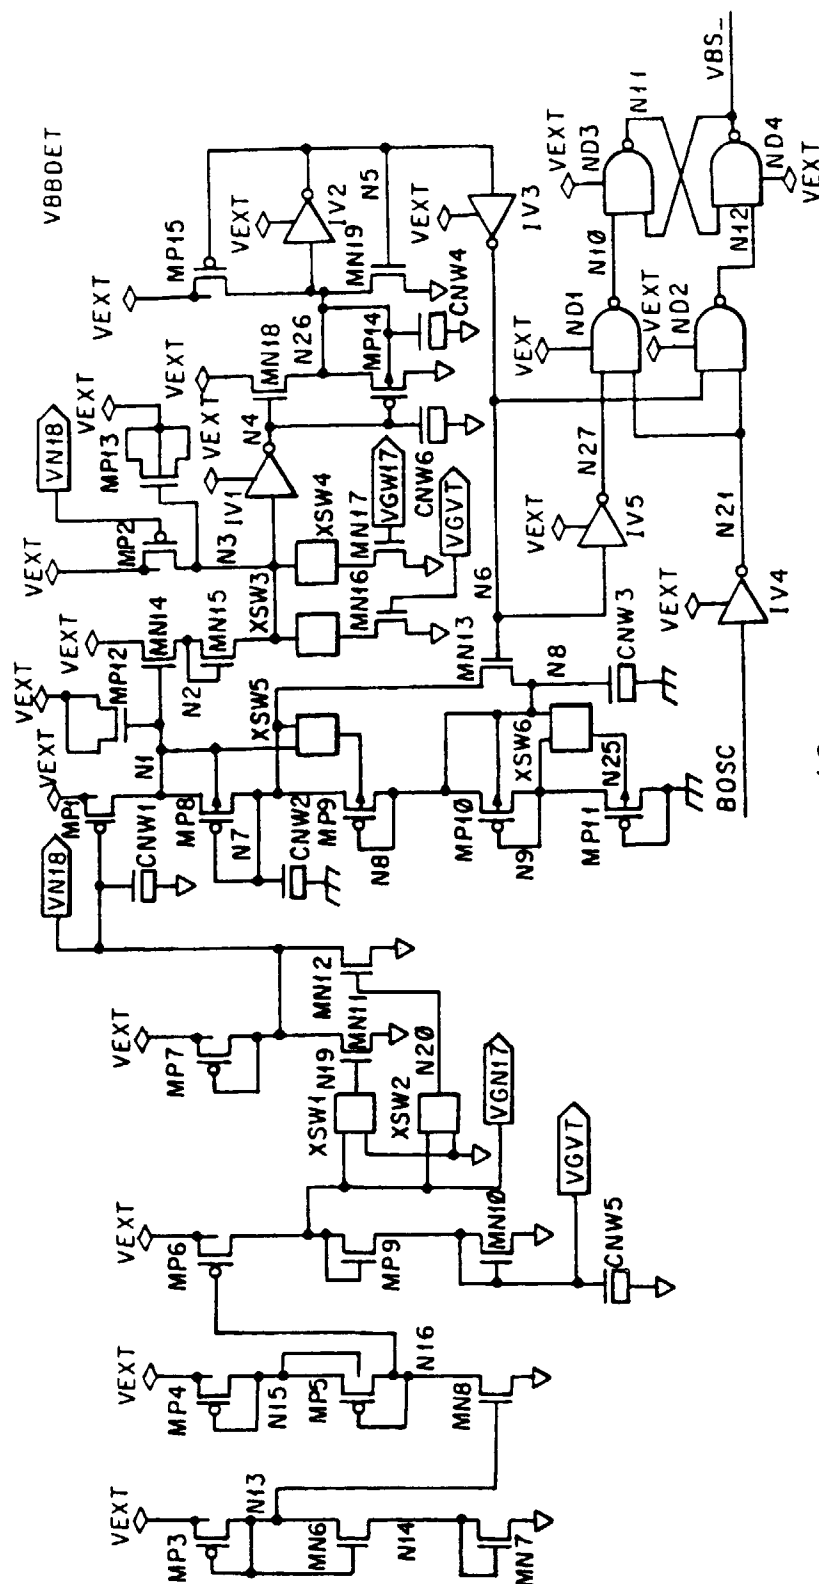 VBBDET
VEXT
MP3
N13
MN6
N14
MN7
VEXT
MP4
N15
MP5
N16
MN8
VEXT
MP6
MP9
MN10
VGVT
CNW5
VGN17
XSW1
XSW2
N19
N20
VEXT
MP7
MN11
MN12
VN18
CNW1
VEXT
MP1
N1
MP8
N7
CNW2
MP9
N8
MP10
N9
MP11
VEXT
MP12
XSW5
XSW6
N25
N8
CNW3
MN13
VEXT
MN14
N2
MN15
XSW3
MN16
VGVT
VEXT
MP2
VN18
N3
XSW4
MN17
VGW17
MP13
VEXT
VEXT
IV1
N4
CNW6
VEXT
MN18
N26
MP14
CNW4
VEXT
MP15
VEXT
IV2
MN19
N5
VEXT
IV3
N6
BOSC
VEXT
IV4
N21
VEXT
IV5
N27
VEXT
ND1
VEXT
ND2
N10
N12
VEXT
ND3
N11
ND4
VEXT
VBS_